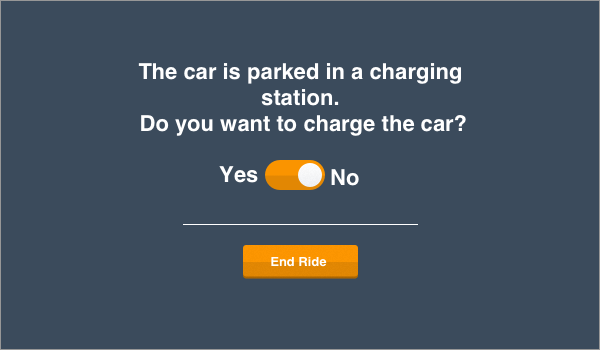 The car is parked in a charging
station.
Do you want to charge the car?
Yes No
End Ride